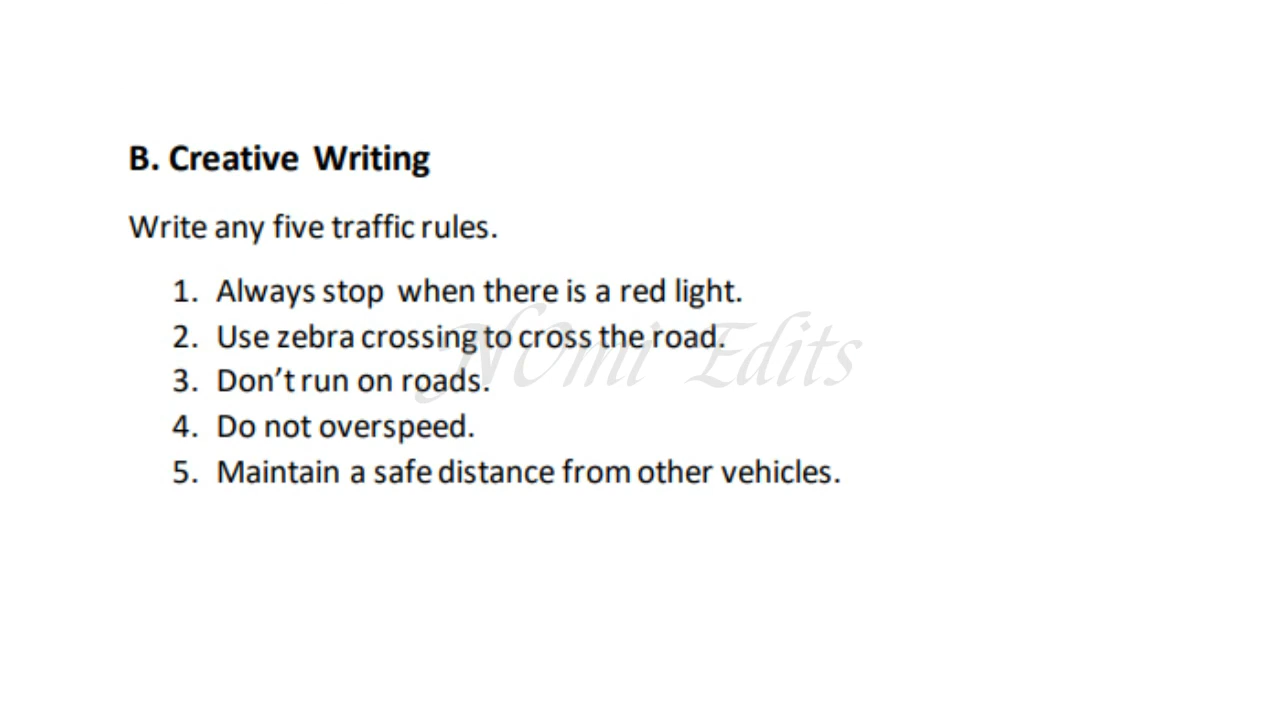 B. Creative Writing
Write any five traffic rules.
1. Always stop when there is a red light.
2. Use zebra crossing to cross the road.
3. Don't run on roads.
4. Do not overspeed.
5. Maintain a safe distance from other vehicles.
NOmi Edits